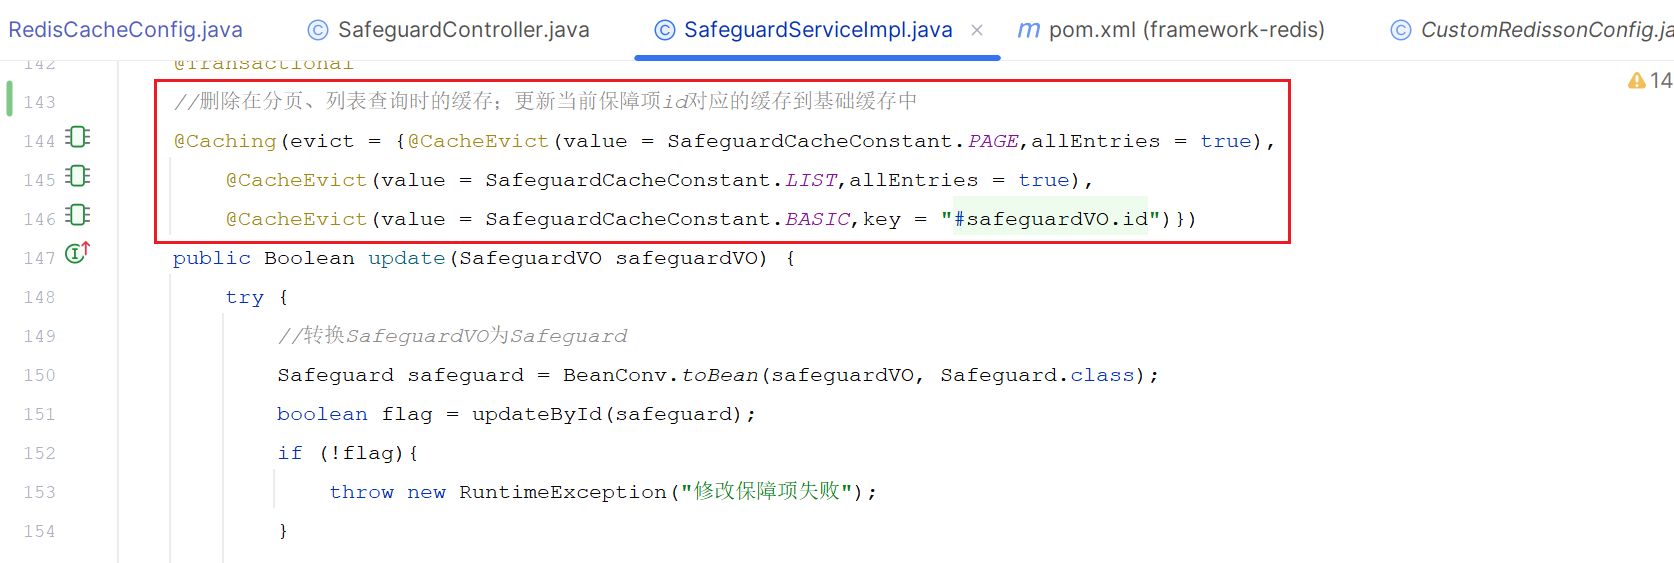 RedisCacheConfig.java
SafeguardController.java
SafeguardServiceImpl.java
pom.xml (framework-redis)
CustomRedissonConfig.ja
14
142 @Transactional
143 //删除在分页、列表查询时的缓存；更新当前保障项id对应的缓存到基础缓存中
144 @Caching(evict = {@CacheEvict(value = SafeguardCacheConstant.PAGE,allEntries = true),
145 @CacheEvict(value = SafeguardCacheConstant.LIST,allEntries = true),
146 @CacheEvict(value = SafeguardCacheConstant.BASIC,key = "#safeguardVO.id")})
147 public Boolean update(SafeguardVO safeguardVO) {
148 try {
149 //转换SafeguardVO为Safeguard
150 Safeguard safeguard = BeanConv.toBean(safeguardVO, Safeguard.class);
151 boolean flag = updateById(safeguard);
152 if (!flag){
153 throw new RuntimeException("修改保障项失败");
154 }